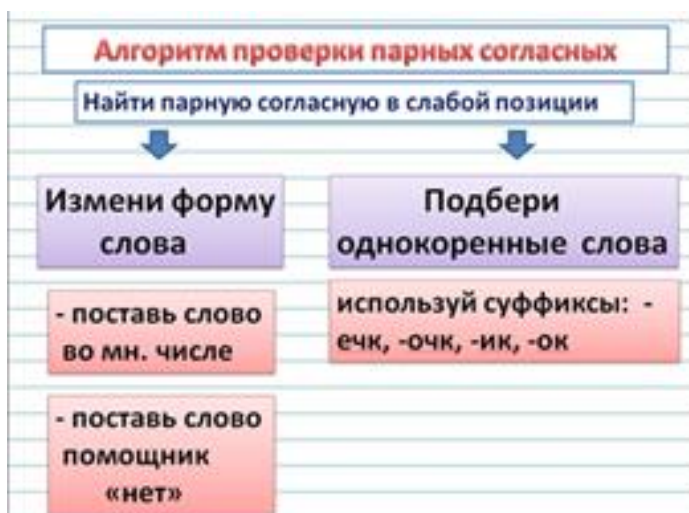 Алгоритм проверки парных согласных
Найти парную согласную в слабой позиции
Измени форму
слова
- поставь слово
во мн. числе
- поставь слово
помощник
«нет»
Подбери
однокоренные слова
используй суффиксы: -
ечк, -очк, -ик, -ок